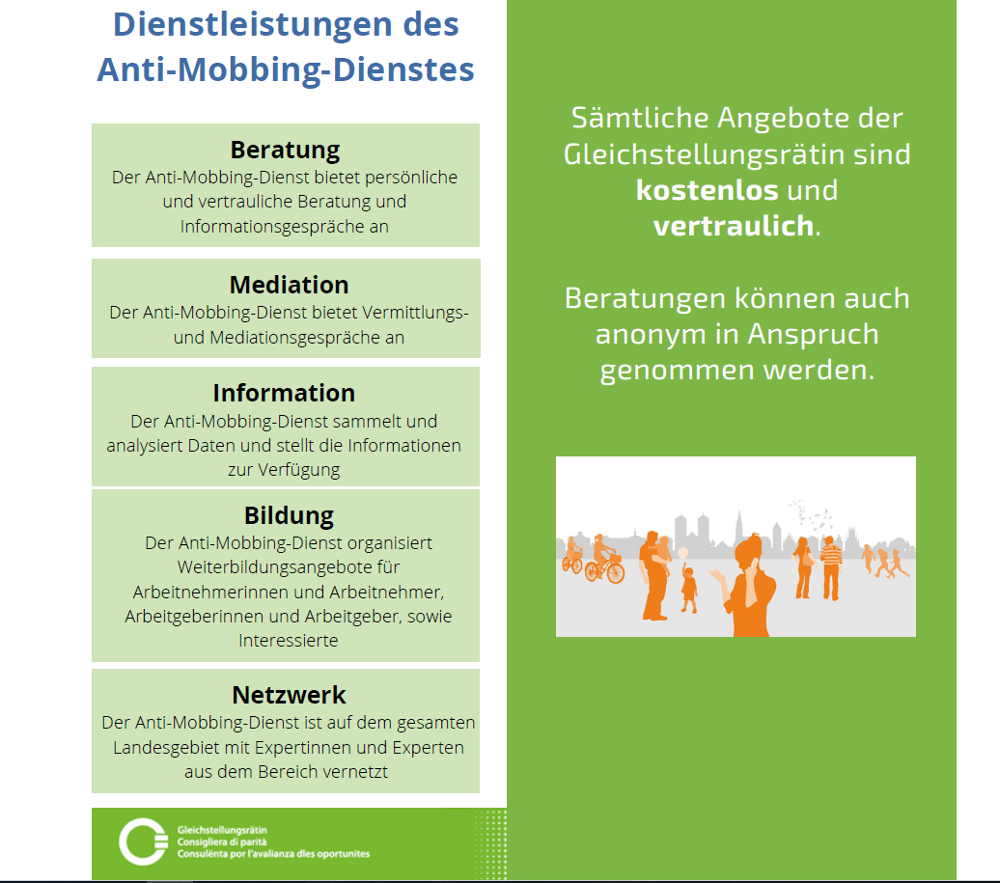 Dienstleistungen des
Anti-Mobbing-Dienstes
Beratung
Der Anti-Mobbing-Dienst bietet persönliche
und vertrauliche Beratung und
Informationsgespräche an
Mediation
Der Anti-Mobbing-Dienst bietet Vermittlungs-
und Mediationsgespräche an
Information
Der Anti-Mobbing-Dienst sammelt und
analysiert Daten und stellt die Informationen
zur Verfügung
Bildung
Der Anti-Mobbing-Dienst organisiert
Weiterbildungsangebote für
Arbeitnehmerinnen und Arbeitnehmer,
Arbeitgeberinnen und Arbeitgeber, sowie
Interessierte
Netzwerk
Der Anti-Mobbing-Dienst ist auf dem gesamten
Landesgebiet mit Expertinnen und Experten
aus dem Bereich vernetzt
Gleichstellungsrätin
Consigliera di parità
Consulënta por l'avalianza dles oportunites
Sämtliche Angebote der
Gleichstellungsrätin sind
kostenlos und
vertraulich.
Beratungen können auch
anonym in Anspruch
genommen werden.